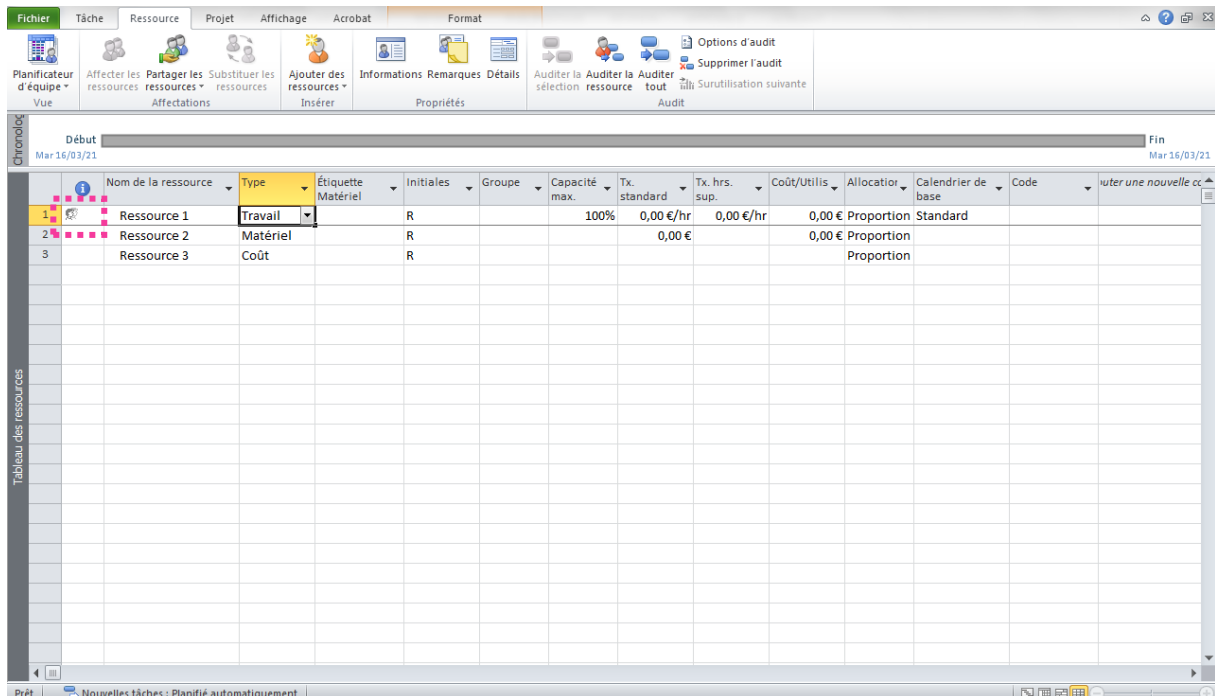 Fichier Tâche Ressource Projet Affichage Acrobat Format
Planificateur d'équipe
Affecter les ressources
Partager les ressources
Substituer les ressources
Ajouter des ressources
Informations Remarques Détails
Auditer la sélection
Auditer la ressource
Auditer tout
Options d'audit
Supprimer l'audit
Surutilisation suivante
Vue Affectations Insérer Propriétés Audit
Chronolog
Début
Mar 16/03/21
Fin
Mar 16/03/21
Nom de la ressource Type Étiquette Matériel Initiales Groupe Capacité max. Tx. standard Tx. hrs. sup. Coût/Utilis Allocation Calendrier de base Code outer une nouvelle co
1 Ressource 1 Travail R 100% 0,00 €/hr 0,00 €/hr 0,00 € Proportion Standard
2 Ressource 2 Matériel R 0,00 € 0,00 € Proportion
3 Ressource 3 Coût R Proportion
Tableau des ressources
Prêt Nouvelles tâches : Planifié automatiquement